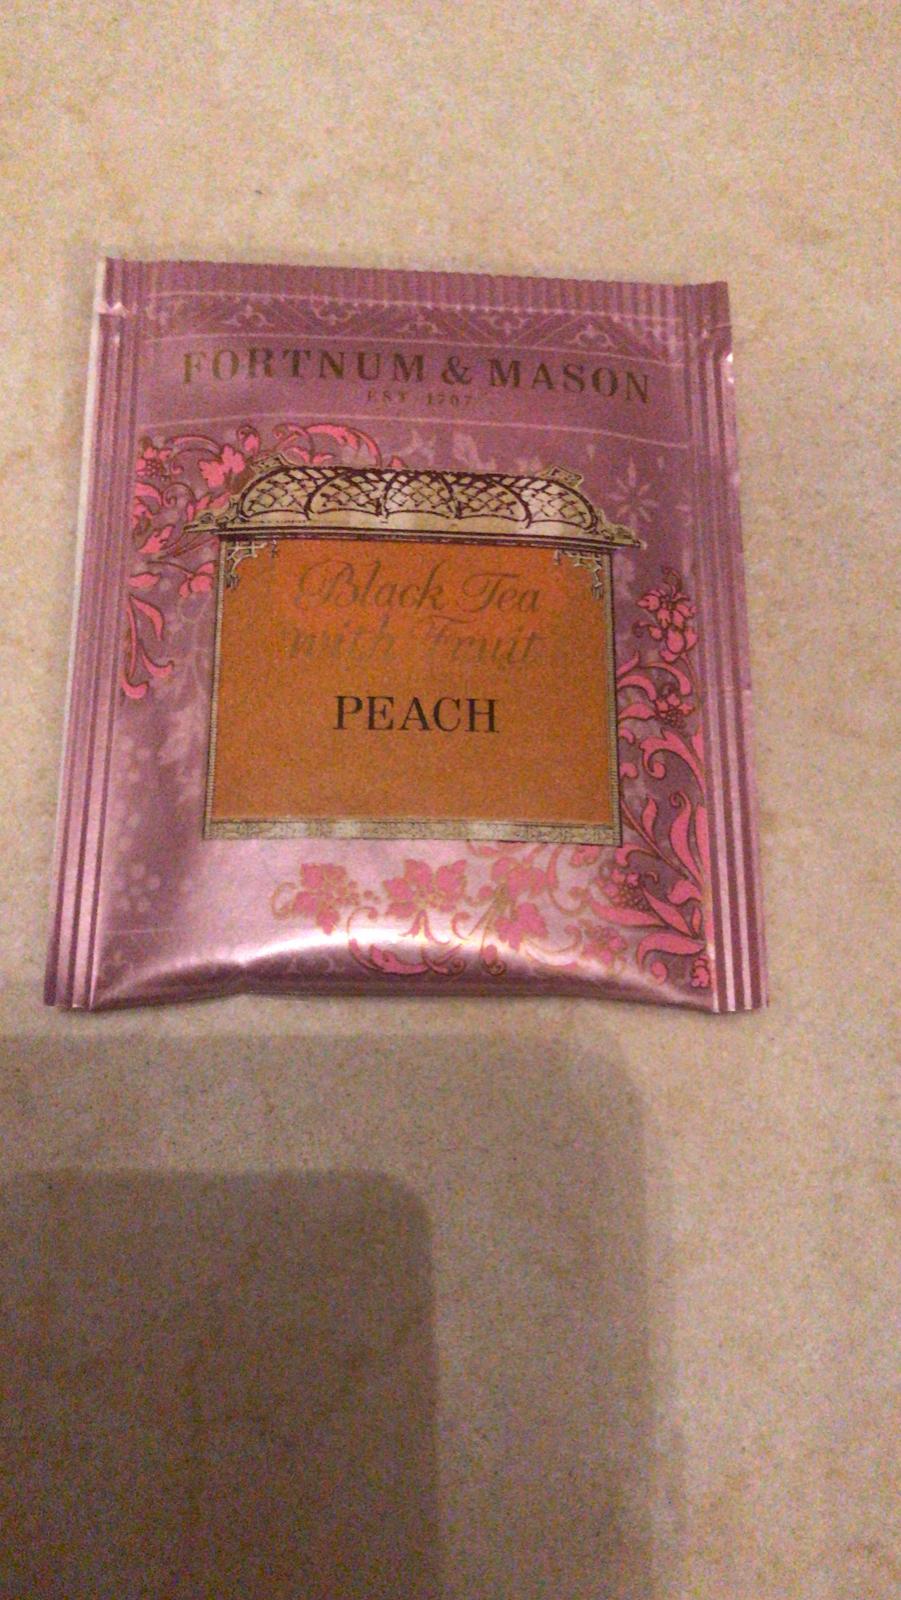 FORTNUM & MASON
EST 1707
Black Tea
with Fruit
PEACH